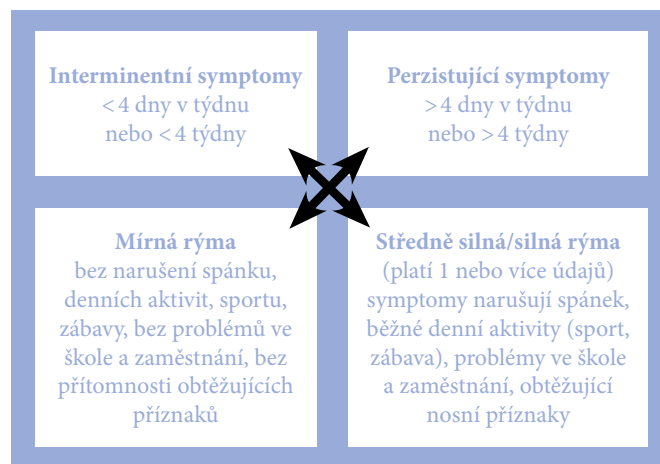 Interminentní symptomy
< 4 dny v týdnu
nebo < 4 týdny
Perzistující symptomy
> 4 dny v týdnu
nebo > 4 týdny
Mírná rýma
bez narušení spánku,
denních aktivit, sportu,
zábavy, bez problémů ve
škole a zaměstnání, bez
přítomnosti obtěžujících
příznaků
Středně silná/silná rýma
(platí 1 nebo více údajů)
symptomy narušují spánek,
běžné denní aktivity (sport,
zábava), problémy ve škole
a zaměstnání, obtěžující
nosní příznaky